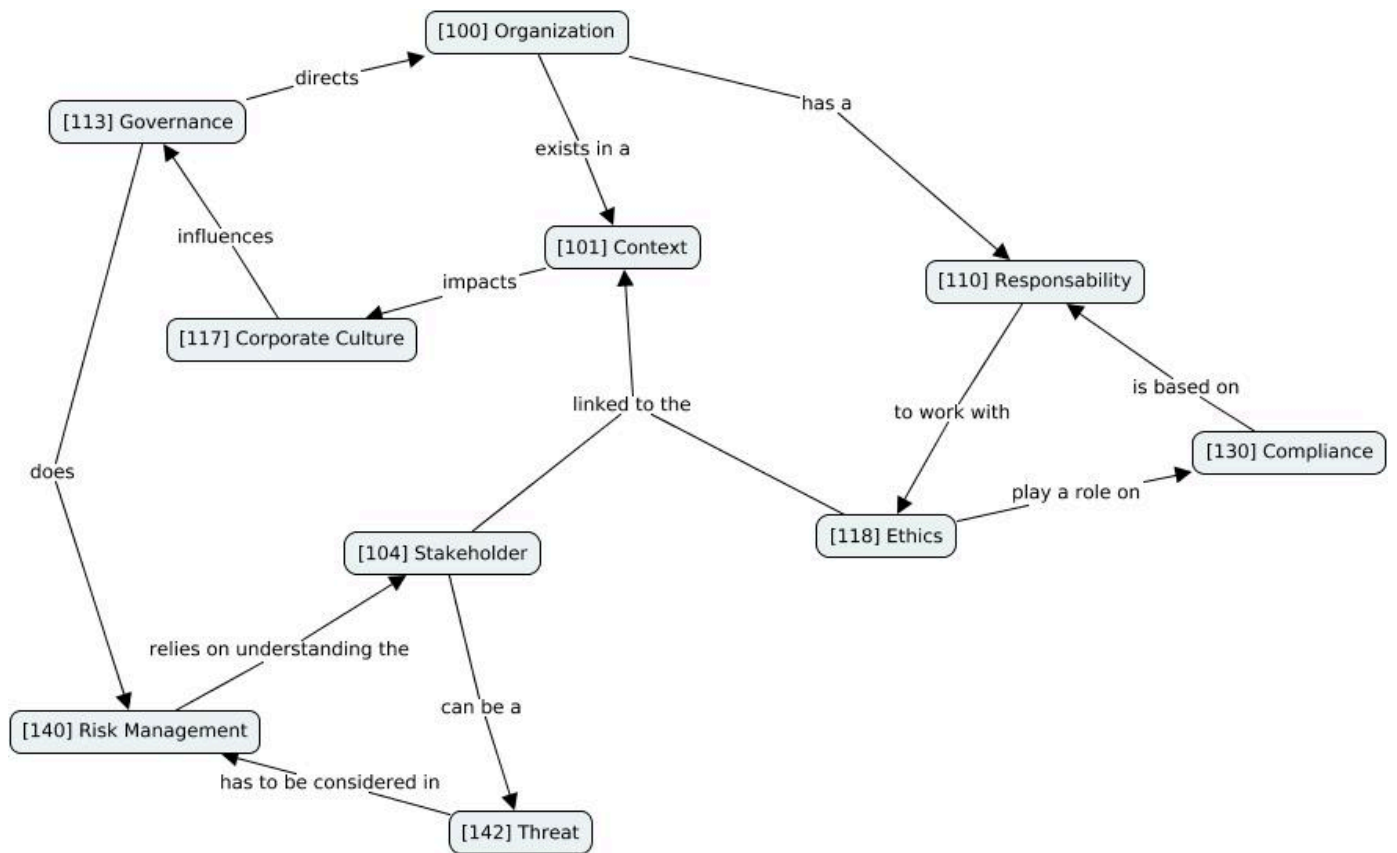 [100] Organization
directs
has a
[113] Governance
exists in a
influences
[101] Context
impacts
[110] Responsability
[117] Corporate Culture
is based on
linked to the
to work with
[130] Compliance
does
play a role on
[118] Ethics
[104] Stakeholder
relies on understanding the
can be a
[140] Risk Management
has to be considered in
[142] Threat